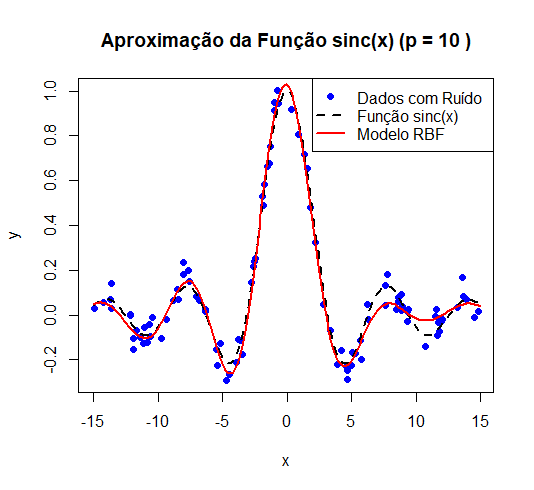 Aproximação da Função sinc(x) (p = 10 )
Dados com Ruído
Função sinc(x)
Modelo RBF
y
1.0
0.8
0.6
0.4
0.2
0.0
-0.2
-15 -10 -5 0 5 10 15
x